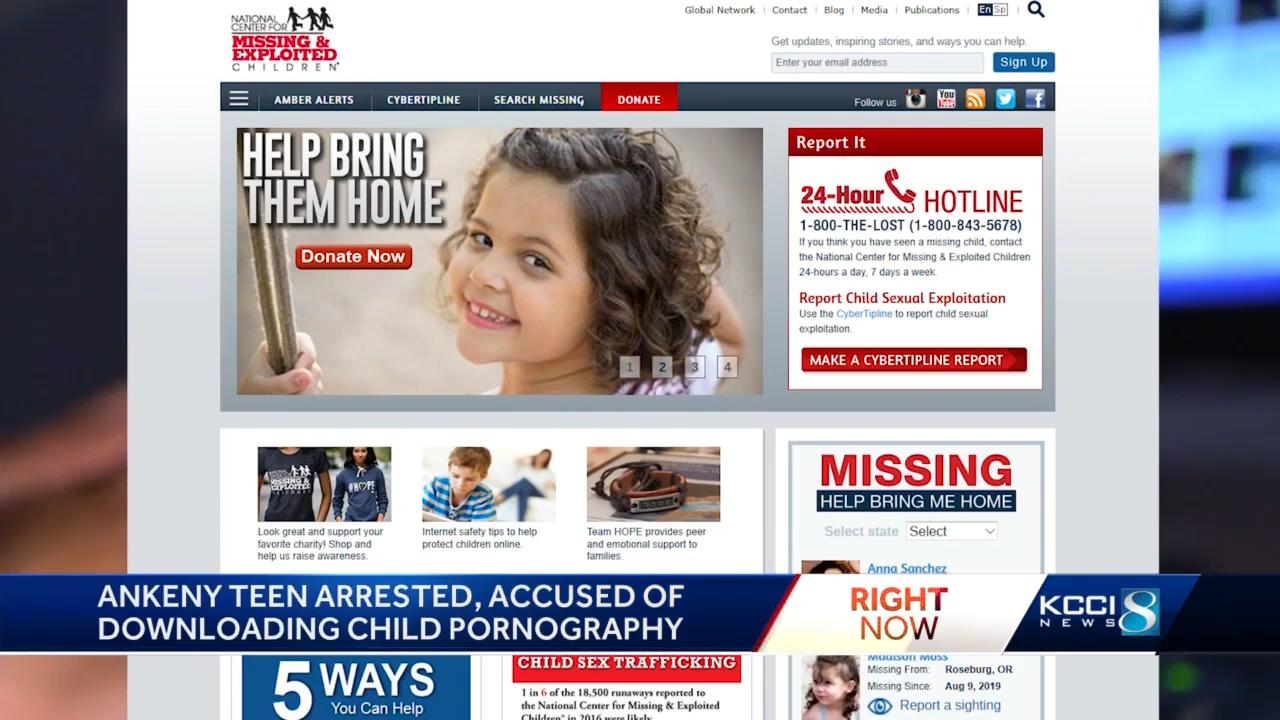 NATIONAL
CENTER FOR
MISSING &
EXPLOITED
CHILDREN
Global Network
Contact
Blog
Media
Publications
En Sp
Get updates, inspiring stories, and ways you can help.
Enter your email address
Sign Up
AMBER ALERTS
CYBERTIPLINE
SEARCH MISSING
DONATE
Follow us
You
Tube
HELP BRING
THEM HOME
Donate Now
1 2 3 4
Report It
24-Hour HOTLINE
1-800-THE-LOST (1-800-843-5678)
If you think you have seen a missing child, contact
the National Center for Missing & Exploited Children
24-hours a day, 7 days a week.
Report Child Sexual Exploitation
Use the CyberTipline to report child sexual
exploitation.
MAKE A CYBERTIPLINE REPORT
MISSING &
EXPLOITED
#HOPE
Look great and support your
favorite charity! Shop and
help us raise awareness.
Internet safety tips to help
protect children online.
Team HOPE provides peer
and emotional support to
families.
MISSING
HELP BRING ME HOME
Select state
Select
Anna Sanchez
ANKENY TEEN ARRESTED, ACCUSED OF
DOWNLOADING CHILD PORNOGRAPHY
RIGHT
NOW
KCCI 8
NEWS
5 WAYS
You Can Help
CHILD SEX TRAFFICKING
1 in 6 of the 18,500 runaways reported to
the National Center for Missing & Exploited
Children® in 2016 were likely
Madison Moss
Missing From: Roseburg, OR
Missing Since: Aug 9, 2019
Report a sighting